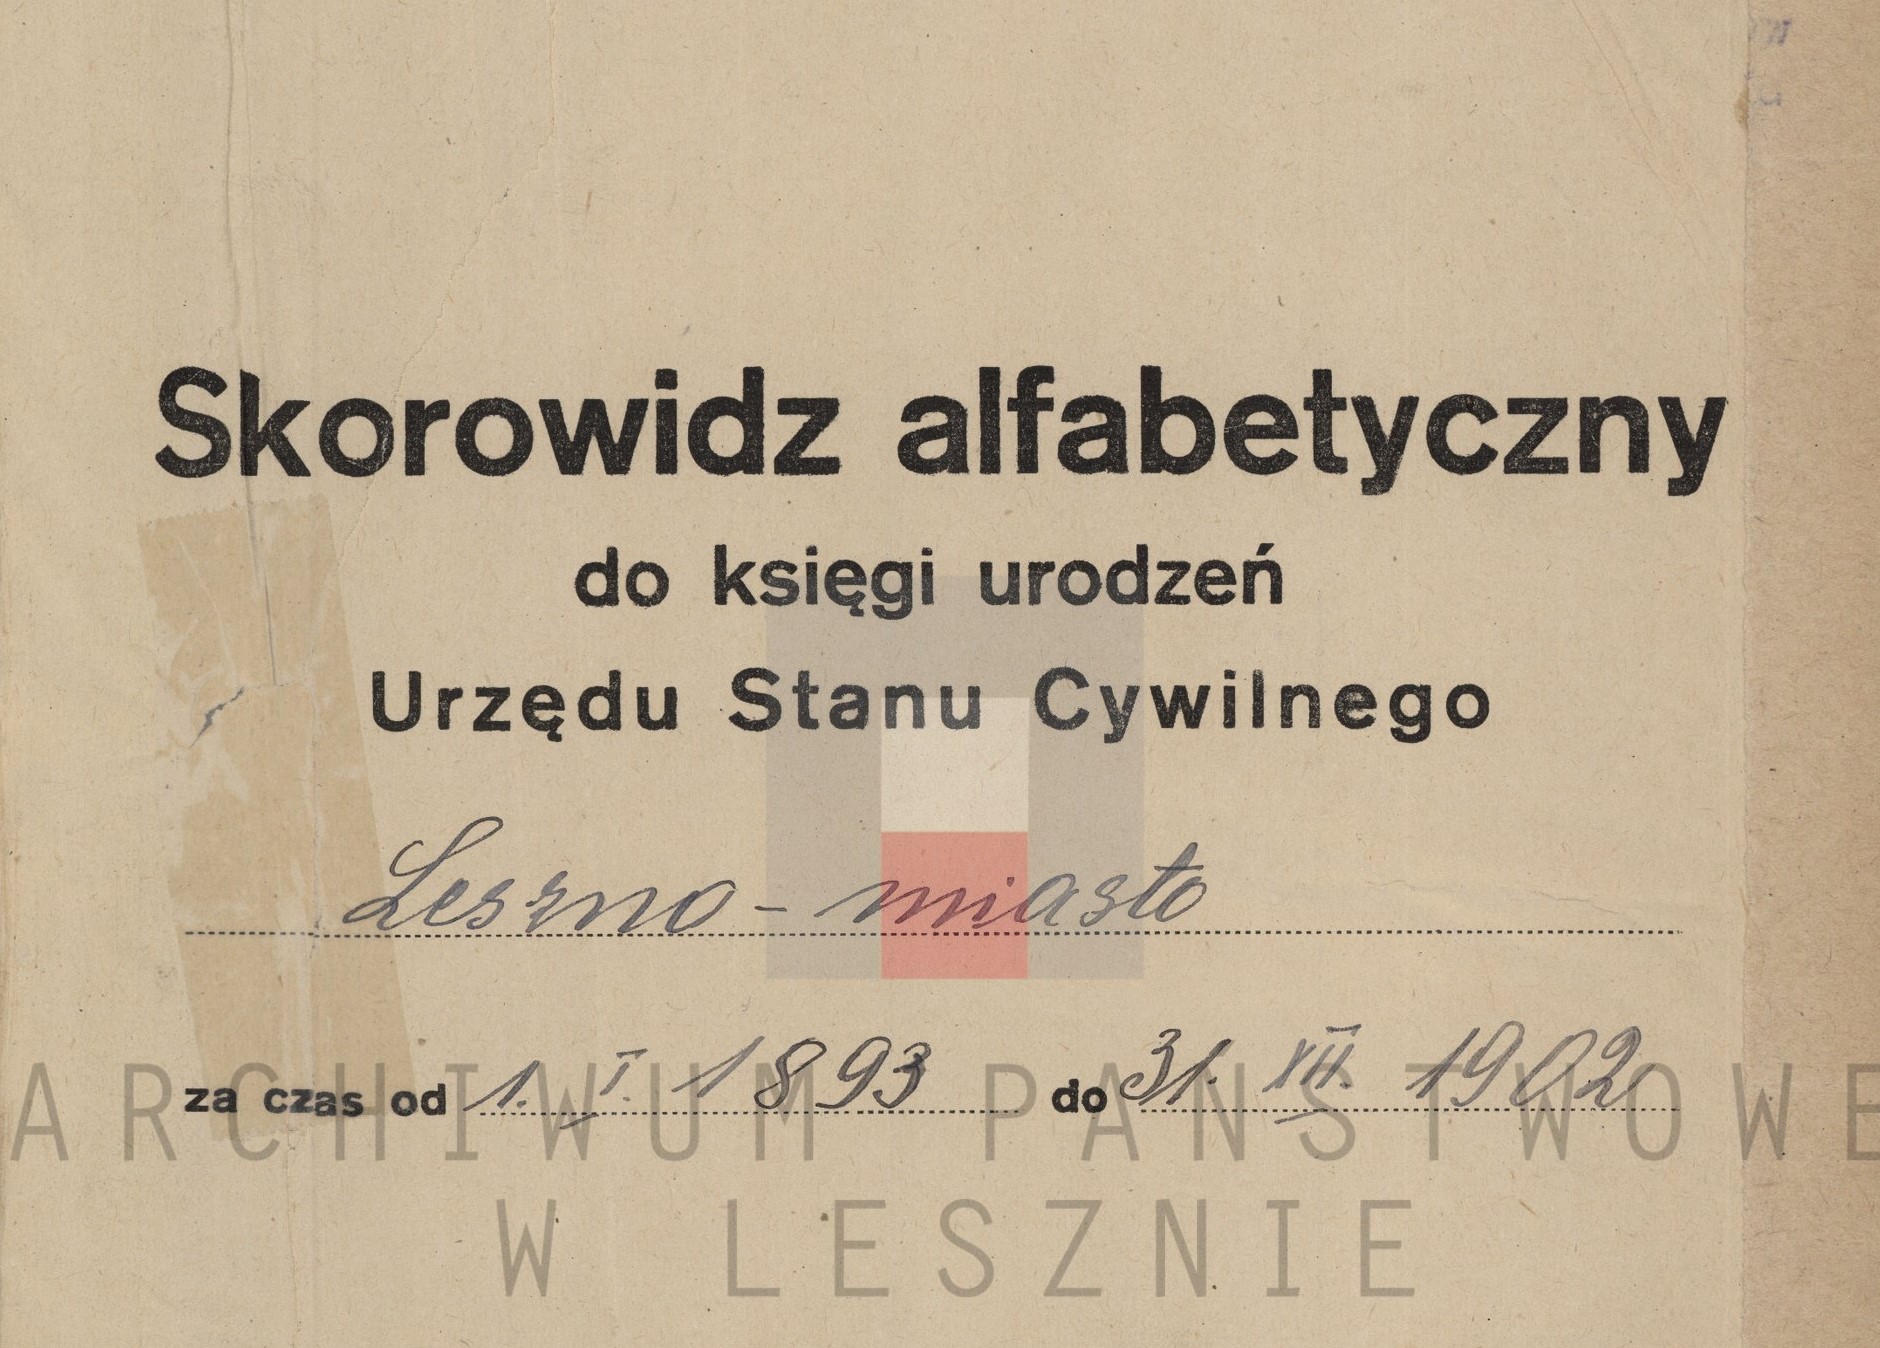 Skorowidz alfabetyczny
do księgi urodzeń
Urzędu Stanu Cywilnego
Leszno - miasto
za czas od 1. I. 1893 do 31. XII. 1902
ARCHIWUM PAŃSTWOWE
W LESZNIE